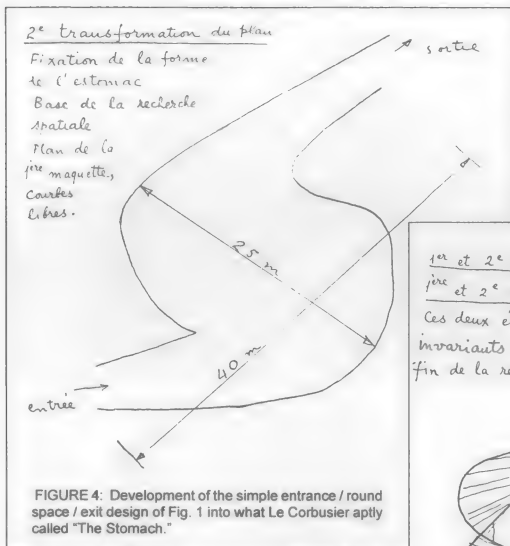 2e transformation du plan
Fixation de la forme
de l'estomac
Base de la recherche
spatiale
Plan de la
1ère maquette,
Courbes
libres.
sortie
25 m
40 m
entrée
FIGURE 4: Development of the simple entrance / round
space / exit design of Fig. 1 into what Le Corbusier aptly
called "The Stomach."
1er et 2e
1ère et 2e
Ces deux
invariants
fin de la